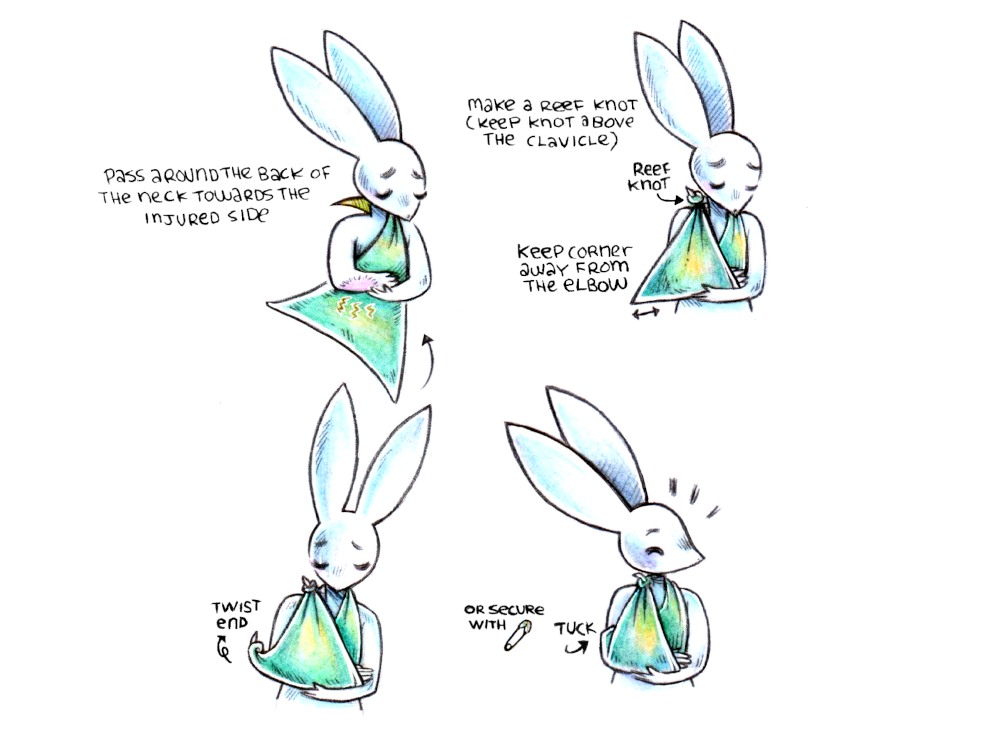 Pass around the back of
the neck towards the
injured side
Make a reef knot
(keep knot above
the clavicle)
Reef
knot
Keep corner
away from
the elbow
Twist
end
or secure
with
Tuck